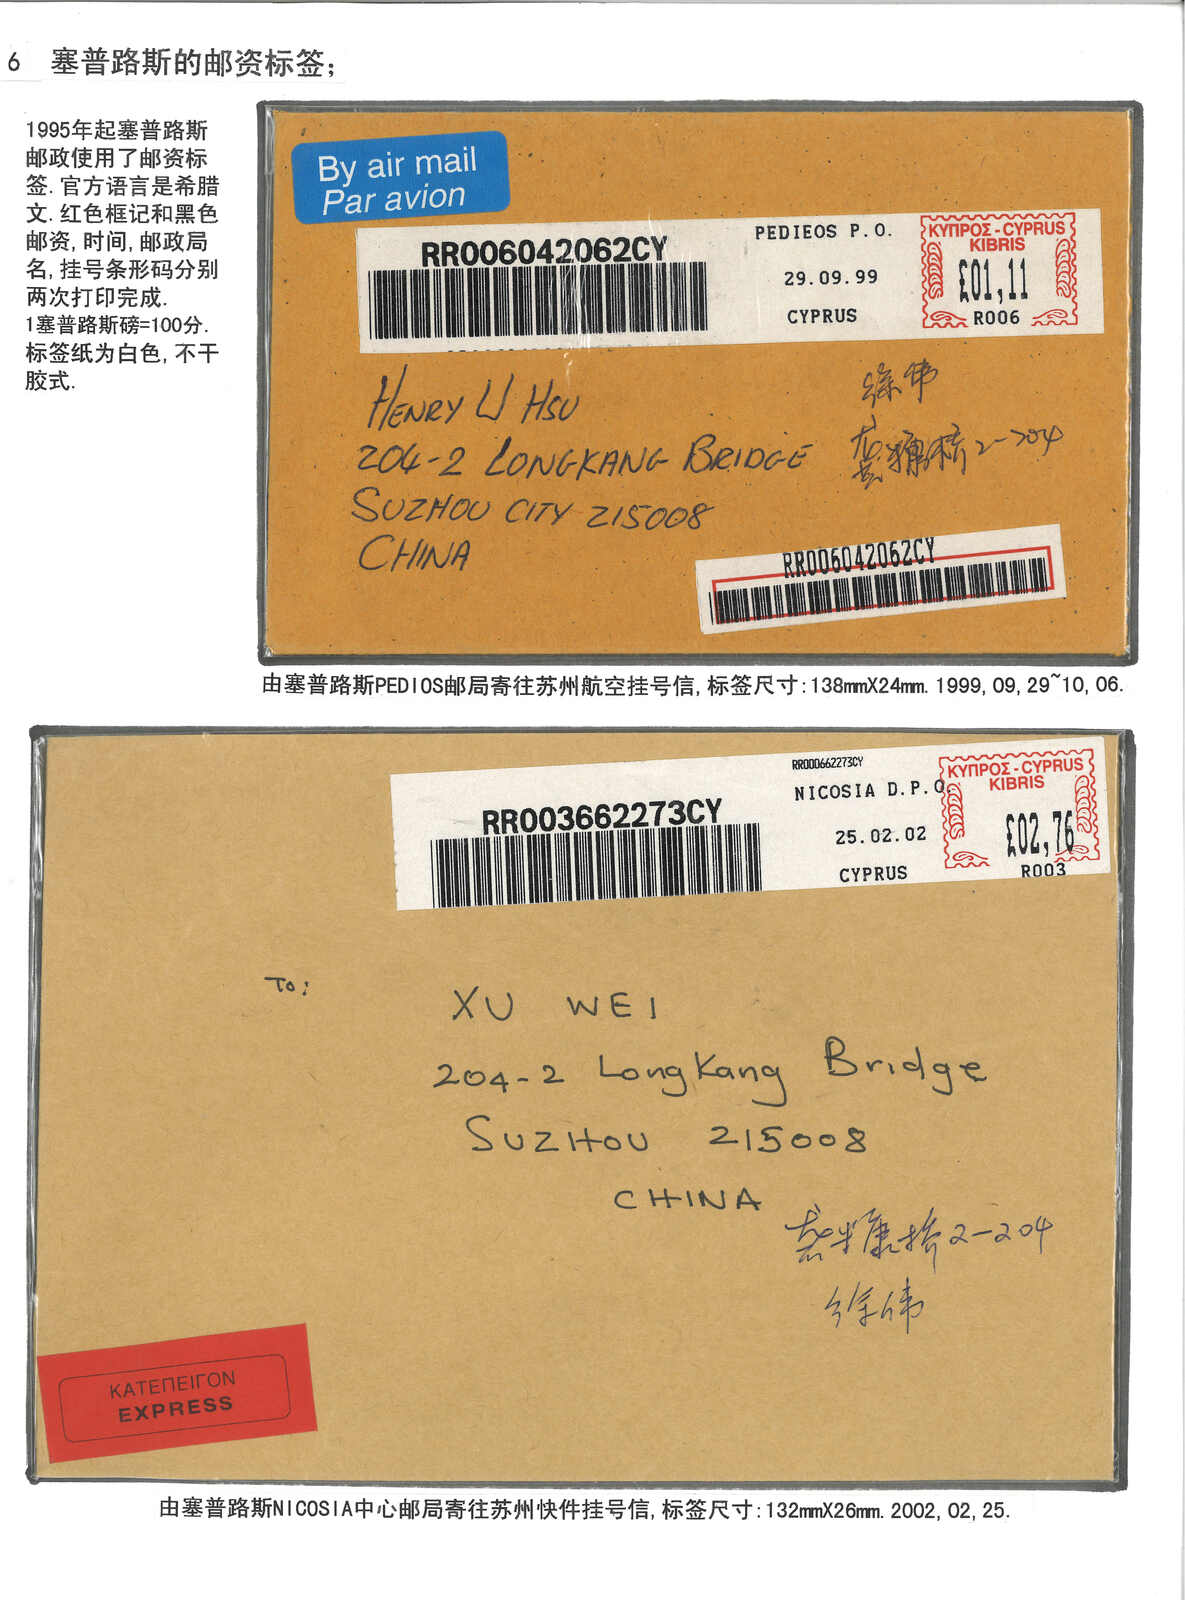 6 塞普路斯的邮资标签;
1995年起塞普路斯
邮政使用了邮资标
签.官方语言是希腊
文.红色框记和黑色
邮资,时间,邮政局
名,挂号条形码分别
两次打印完成.
1塞普路斯磅=100分.
标签纸为白色,不干
胶式.
By air mail
Par avion
RR006042062CY
PEDIEOS P.O.
29.09.99
CYPRUS
ΚΥΠΡΟΣ-CYPRUS
KIBRIS
£01,11
R006
HENRY W HSU
204-2 LONGKANG BRIDGE
SUZHOU CITY 215008
CHINA
徐伟
桥2-204
RR006042062CY
由塞普路斯PEDIOS邮局寄往苏州航空挂号信,标签尺寸:138mmX24mm. 1999,09,29~10,06.
RR003662273CY
RR000662273CY
NICOSIA D.P.O.
25.02.02
CYPRUS
ΚΥΠΡΟΣ-CYPRUS
KIBRIS
£02,76
R003
To:
XU WEI
204-2 LongKang Bridge
SUZHOU 215008
CHINA
康桥2-204
徐伟
ΚΑΤΕΠΕΙΓΟΝ
EXPRESS
由塞普路斯NICOSIA中心邮局寄往苏州快件挂号信,标签尺寸:132mmX26mm. 2002,02,25.